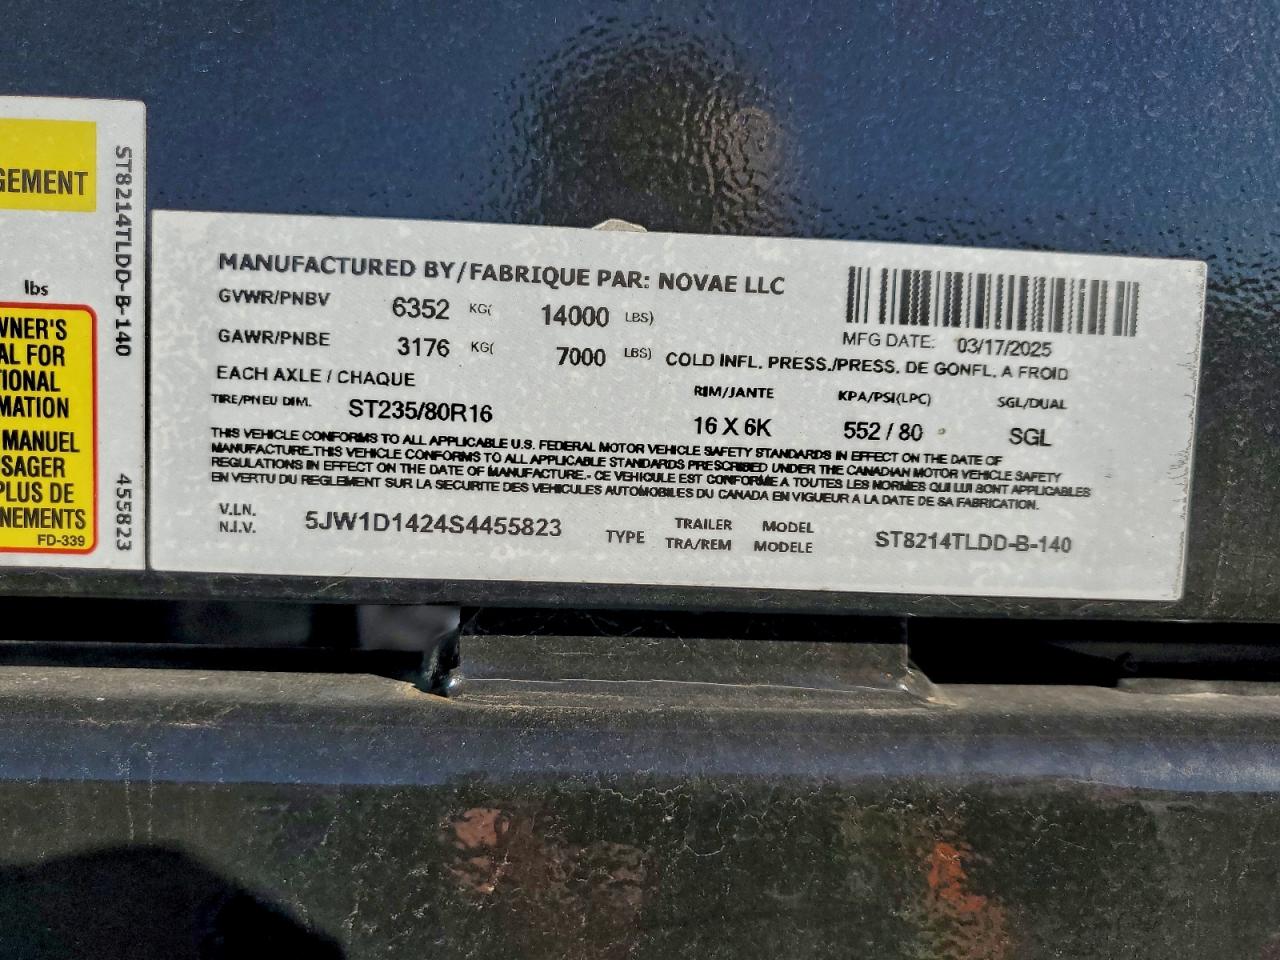 GEMENT
lbs
WNER'S
AL FOR
TIONAL
MATION
MANUEL
SAGER
PLUS DE
NEMENTS
FD-339
ST8214TLDD-B-140
455823
MANUFACTURED BY/FABRIQUE PAR: NOVAE LLC
GVWR/PNBV 6352 KG( 14000 LBS)
MFG DATE: 03/17/2025
GAWR/PNBE 3176 KG( 7000 LBS) COLD INFL. PRESS./PRESS. DE GONFL. A FROID
EACH AXLE / CHAQUE RIM/JANTE KPA/PSI(LPC) SGL/DUAL
TIRE/PNEU DIM. ST235/80R16 16 X 6K 552 / 80 SGL
THIS VEHICLE CONFORMS TO ALL APPLICABLE U.S. FEDERAL MOTOR VEHICLE SAFETY STANDARDS IN EFFECT ON THE DATE OF
MANUFACTURE.THIS VEHICLE CONFORMS TO ALL APPLICABLE STANDARDS PRESCRIBED UNDER THE CANADIAN MOTOR VEHICLE SAFETY
REGULATIONS IN EFFECT ON THE DATE OF MANUFACTURE.- CE VEHICULE EST CONFORME A TOUTES LES NORMES QUI LUI SONT APPLICABLES
EN VERTU DU REGLEMENT SUR LA SECURITE DES VEHICULES AUTOMOBILES DU CANADA EN VIGUEUR A LA DATE DE SA FABRICATION.
V.I.N. 5JW1D1424S4455823 TYPE TRAILER MODEL ST8214TLDD-B-140
N.I.V. TRA/REM MODELE